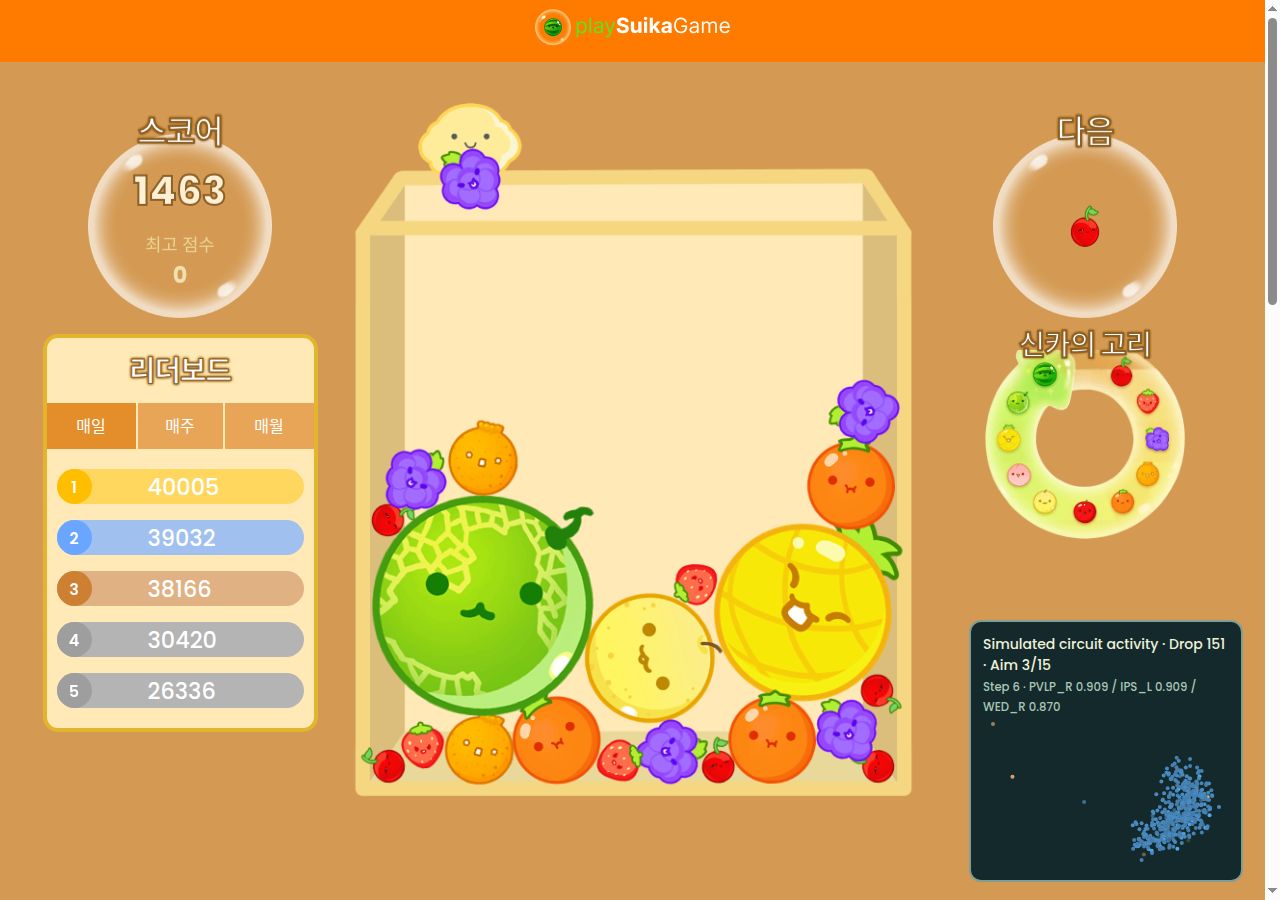 playSuikaGame
스코어
1463
최고 점수
0
리더보드
매일 매주 매월
1 40005
2 39032
3 38166
4 30420
5 26336
다음
신카의 고리
Simulated circuit activity · Drop 151
· Aim 3/15
Step 6 · PVLP_R 0.909 / IPS_L 0.909 /
WED_R 0.870